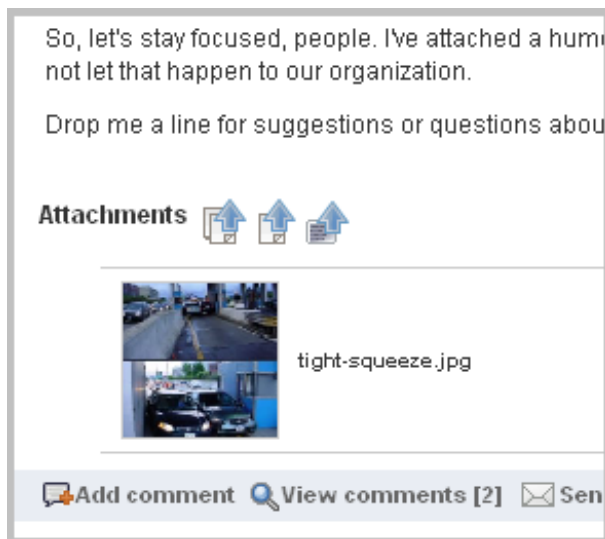 So, let's stay focused, people. I've attached a
not let that happen to our organization.
Drop me a line for suggestions or questions
Attachments
tight-squeeze.jpg
Add comment View comments [2]